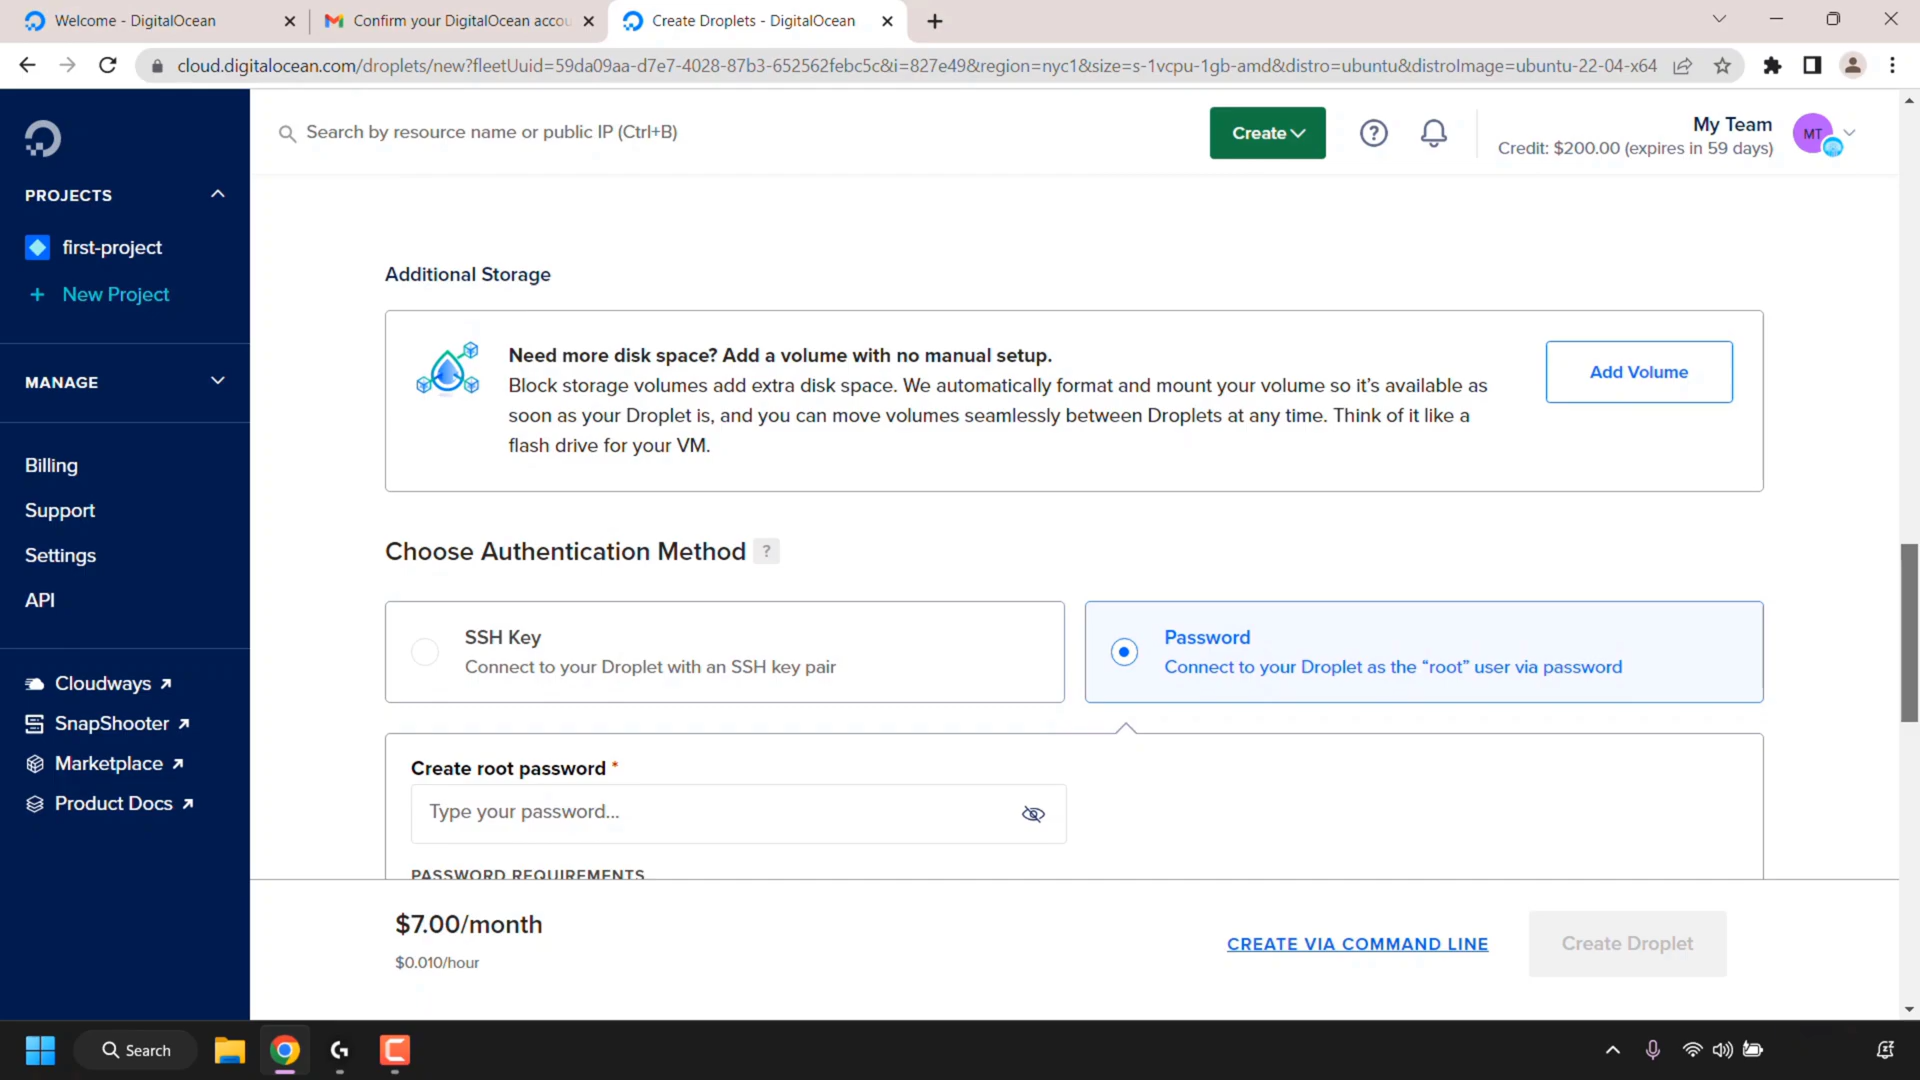 Welcome - DigitalOcean
Confirm your DigitalOcean accou
Create Droplets - DigitalOcean
cloud.digitalocean.com/droplets/new?fleetUuid=59da09aa-d7e7-4028-87b3-652562febc5c&i=827e49&region=nyc1&size=s-1vcpu-1gb-amd&distro=ubuntu&distroImage=ubuntu-22-04-x64
Search by resource name or public IP (Ctrl+B)
Create
My Team
Credit: $200.00 (expires in 59 days)
MT
PROJECTS
first-project
+ New Project
MANAGE
Billing
Support
Settings
API
Cloudways
SnapShooter
Marketplace
Product Docs
Additional Storage
Need more disk space? Add a volume with no manual setup.
Block storage volumes add extra disk space. We automatically format and mount your volume so it’s available as
soon as your Droplet is, and you can move volumes seamlessly between Droplets at any time. Think of it like a
flash drive for your VM.
Add Volume
Choose Authentication Method ?
SSH Key
Connect to your Droplet with an SSH key pair
Password
Connect to your Droplet as the “root” user via password
Create root password *
Type your password...
PASSWORD REQUIREMENTS
$7.00/month
$0.010/hour
CREATE VIA COMMAND LINE
Create Droplet
Search